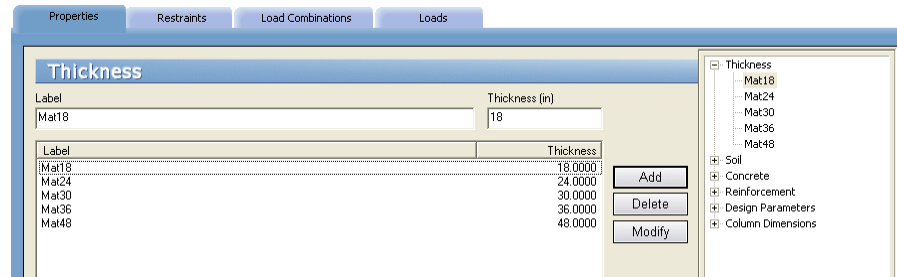 Properties Restraints Load Combinations Loads
Thickness
Label Thickness (in)
Mat18 18
Label Thickness
Mat18 18.0000
Mat24 24.0000
Mat30 30.0000
Mat36 36.0000
Mat48 48.0000
Add
Delete
Modify
Thickness
Mat18
Mat24
Mat30
Mat36
Mat48
Soil
Concrete
Reinforcement
Design Parameters
Column Dimensions